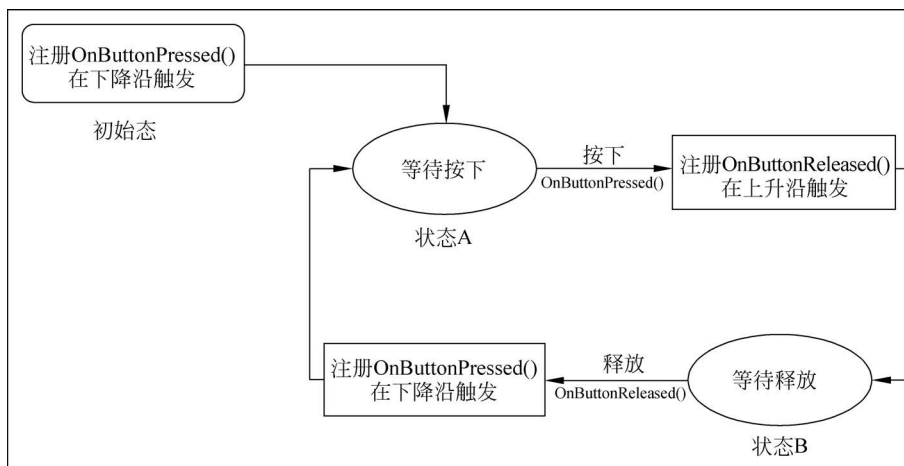 注册OnButtonPressed()
在下降沿触发
初始态
等待按下
状态A
按下
OnButtonPressed()
注册OnButtonReleased()
在上升沿触发
注册OnButtonPressed()
在下降沿触发
释放
OnButtonReleased()
等待释放
状态B